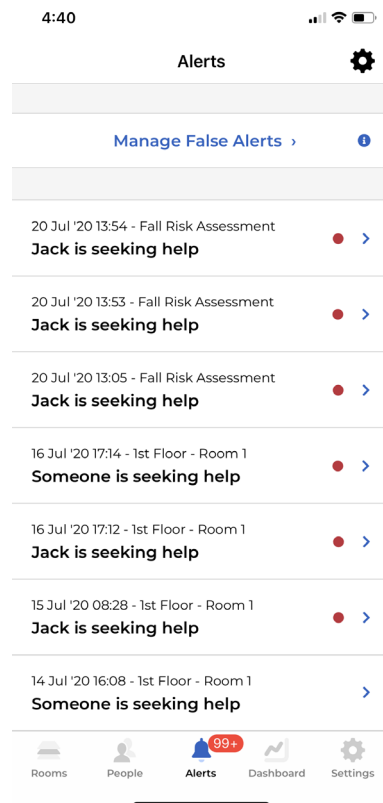 4:40
Alerts
Manage False Alerts ›
20 Jul '20 13:54 - Fall Risk Assessment
Jack is seeking help
20 Jul '20 13:53 - Fall Risk Assessment
Jack is seeking help
20 Jul '20 13:05 - Fall Risk Assessment
Jack is seeking help
16 Jul '20 17:14 - 1st Floor - Room 1
Someone is seeking help
16 Jul '20 17:12 - 1st Floor - Room 1
Jack is seeking help
15 Jul '20 08:28 - 1st Floor - Room 1
Jack is seeking help
14 Jul '20 16:08 - 1st Floor - Room 1
Someone is seeking help
99+
Rooms People Alerts Dashboard Settings